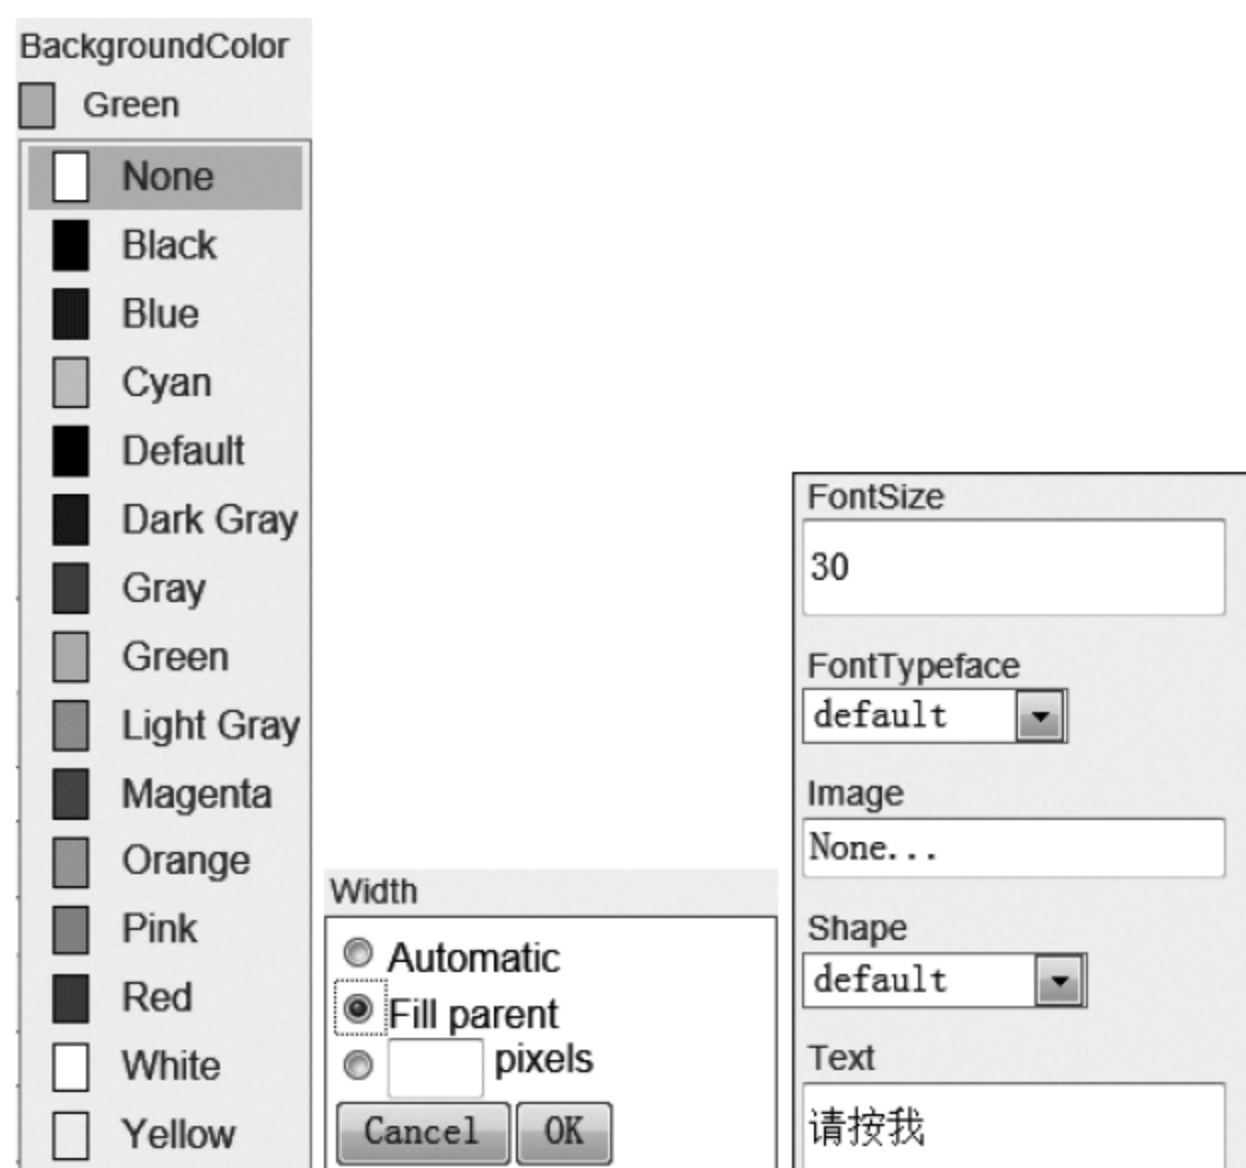 BackgroundColor
Green
None
Black
Blue
Cyan
Default
Dark Gray
Gray
Green
Light Gray
Magenta
Orange
Pink
Red
White
Yellow
Width
Automatic
Fill parent
pixels
Cancel OK
FontSize
30
FontTypeface
default
Image
None...
Shape
default
Text
请按我